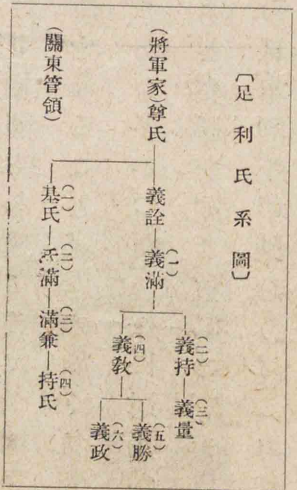 〔足利氏系圖〕
(將軍家)尊氏—義詮—(一)義滿
(二)義持—(三)義量
(四)義敎
(五)義勝
(六)義政
(關東管領)
(一)基氏—(二)氏滿—(三)滿兼—(四)持氏